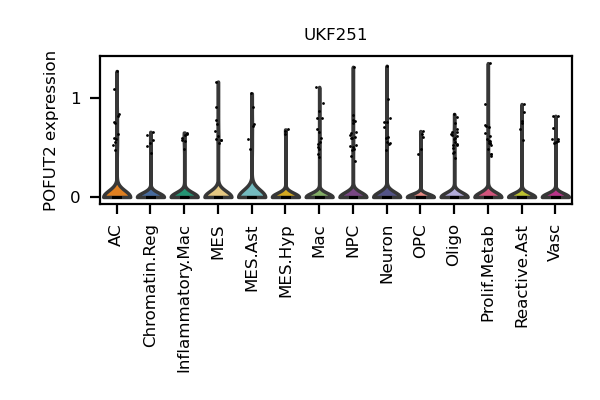 UKF251
POFUT2 expression
1
0
AC
Chromatin.Reg
Inflammatory.Mac
MES
MES.Ast
MES.Hyp
Mac
NPC
Neuron
OPC
Oligo
Prolif.Metab
Reactive.Ast
Vasc